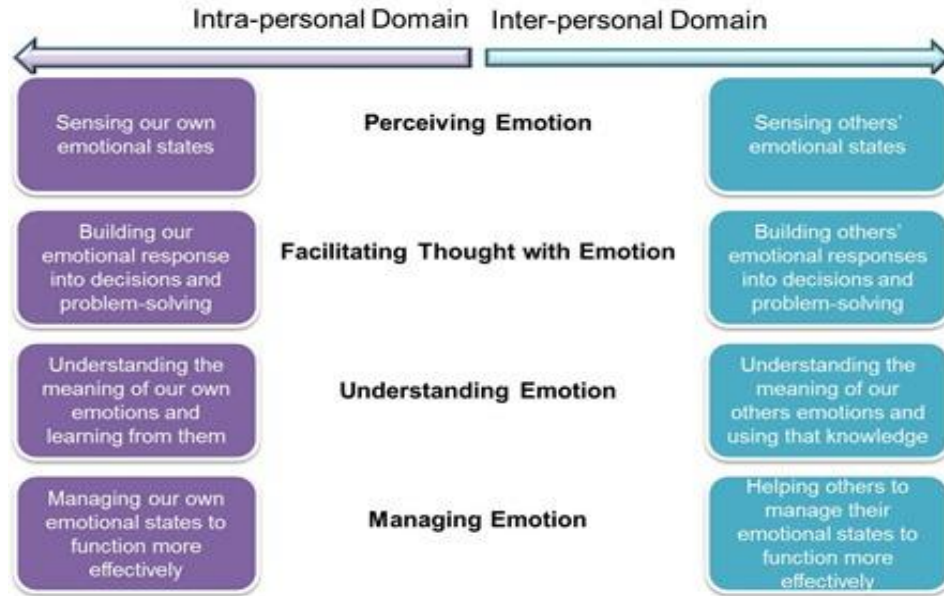 Intra-personal Domain
Inter-personal Domain
Sensing our own
emotional states
Perceiving Emotion
Sensing others'
emotional states
Building our
emotional response
into decisions and
problem-solving
Facilitating Thought with Emotion
Building others'
emotional responses
into decisions and
problem-solving
Understanding the
meaning of our own
emotions and
learning from them
Understanding Emotion
Understanding the
meaning of our
others emotions and
using that knowledge
Managing our own
emotional states to
function more
effectively
Managing Emotion
Helping others to
manage their
emotional states to
function more
effectively